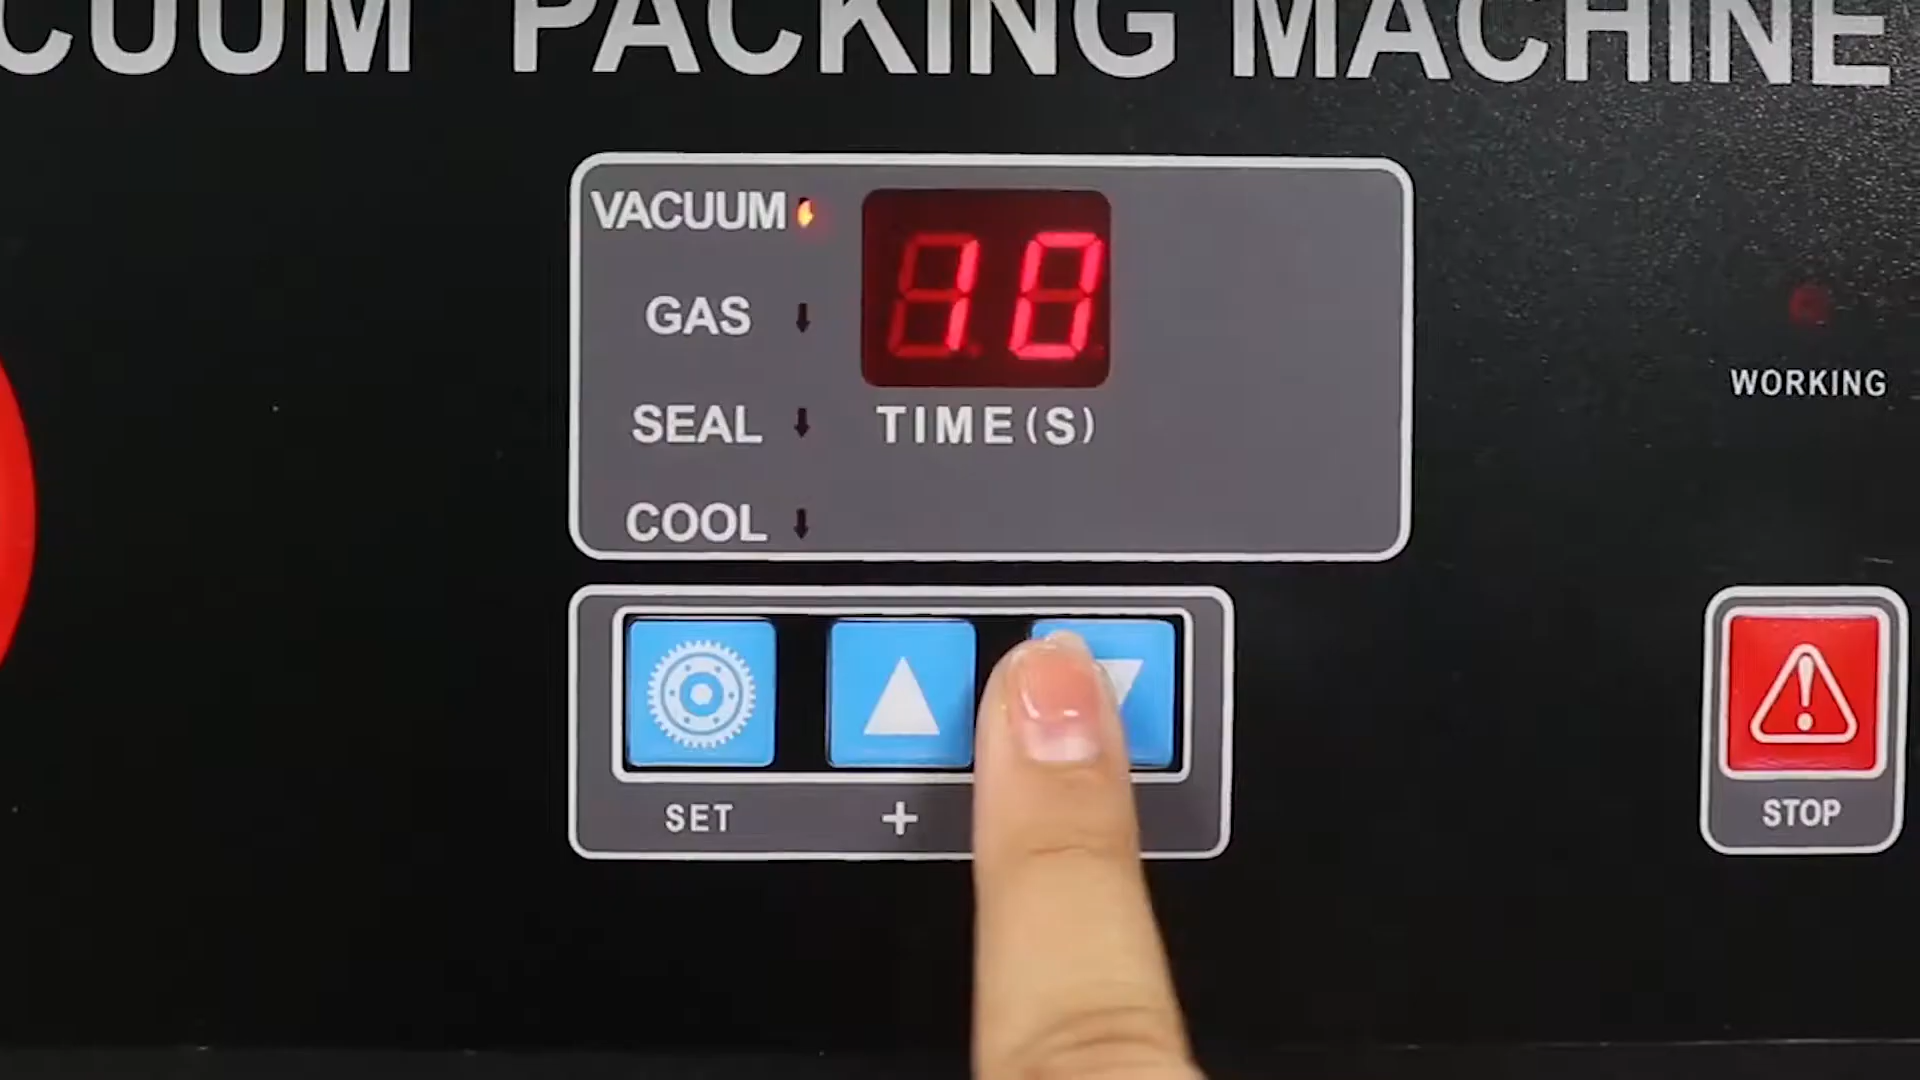 CUUM PACKING MACHINE
VACUUM
10
GAS
SEAL
TIME(S)
COOL
WORKING
SET
+
STOP